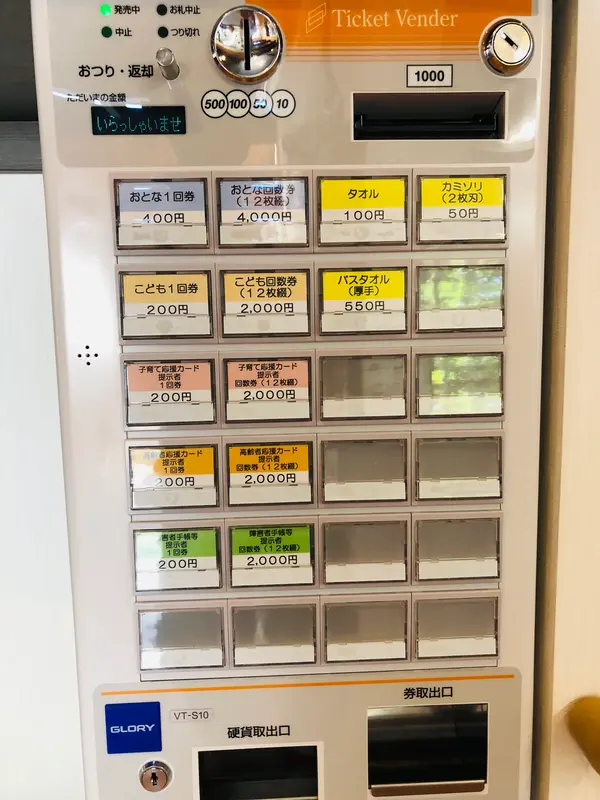 発売中 お札中止
中止 つり切れ
Ticket Vender
おつり・返却
1000
ただいまの金額
500 100 50 10
いらっしゃいませ
おとな1回券
400円
おとな回数券
(12枚綴)
4,000円
タオル
100円
カミソリ
(2枚刃)
50円
こども1回券
200円
こども回数券
(12枚綴)
2,000円
バスタオル
(厚手)
550円
子育て応援カード
提示者
1回券
200円
子育て応援カード
提示者
回数券(12枚綴)
2,000円
高齢者応援カード
提示者
1回券
200円
高齢者応援カード
提示者
回数券(12枚綴)
2,000円
害者手帳等
提示者
1回券
200円
障害者手帳等
提示者
回数券(12枚綴)
2,000円
GLORY
VT-S10
硬貨取出口
券取出口